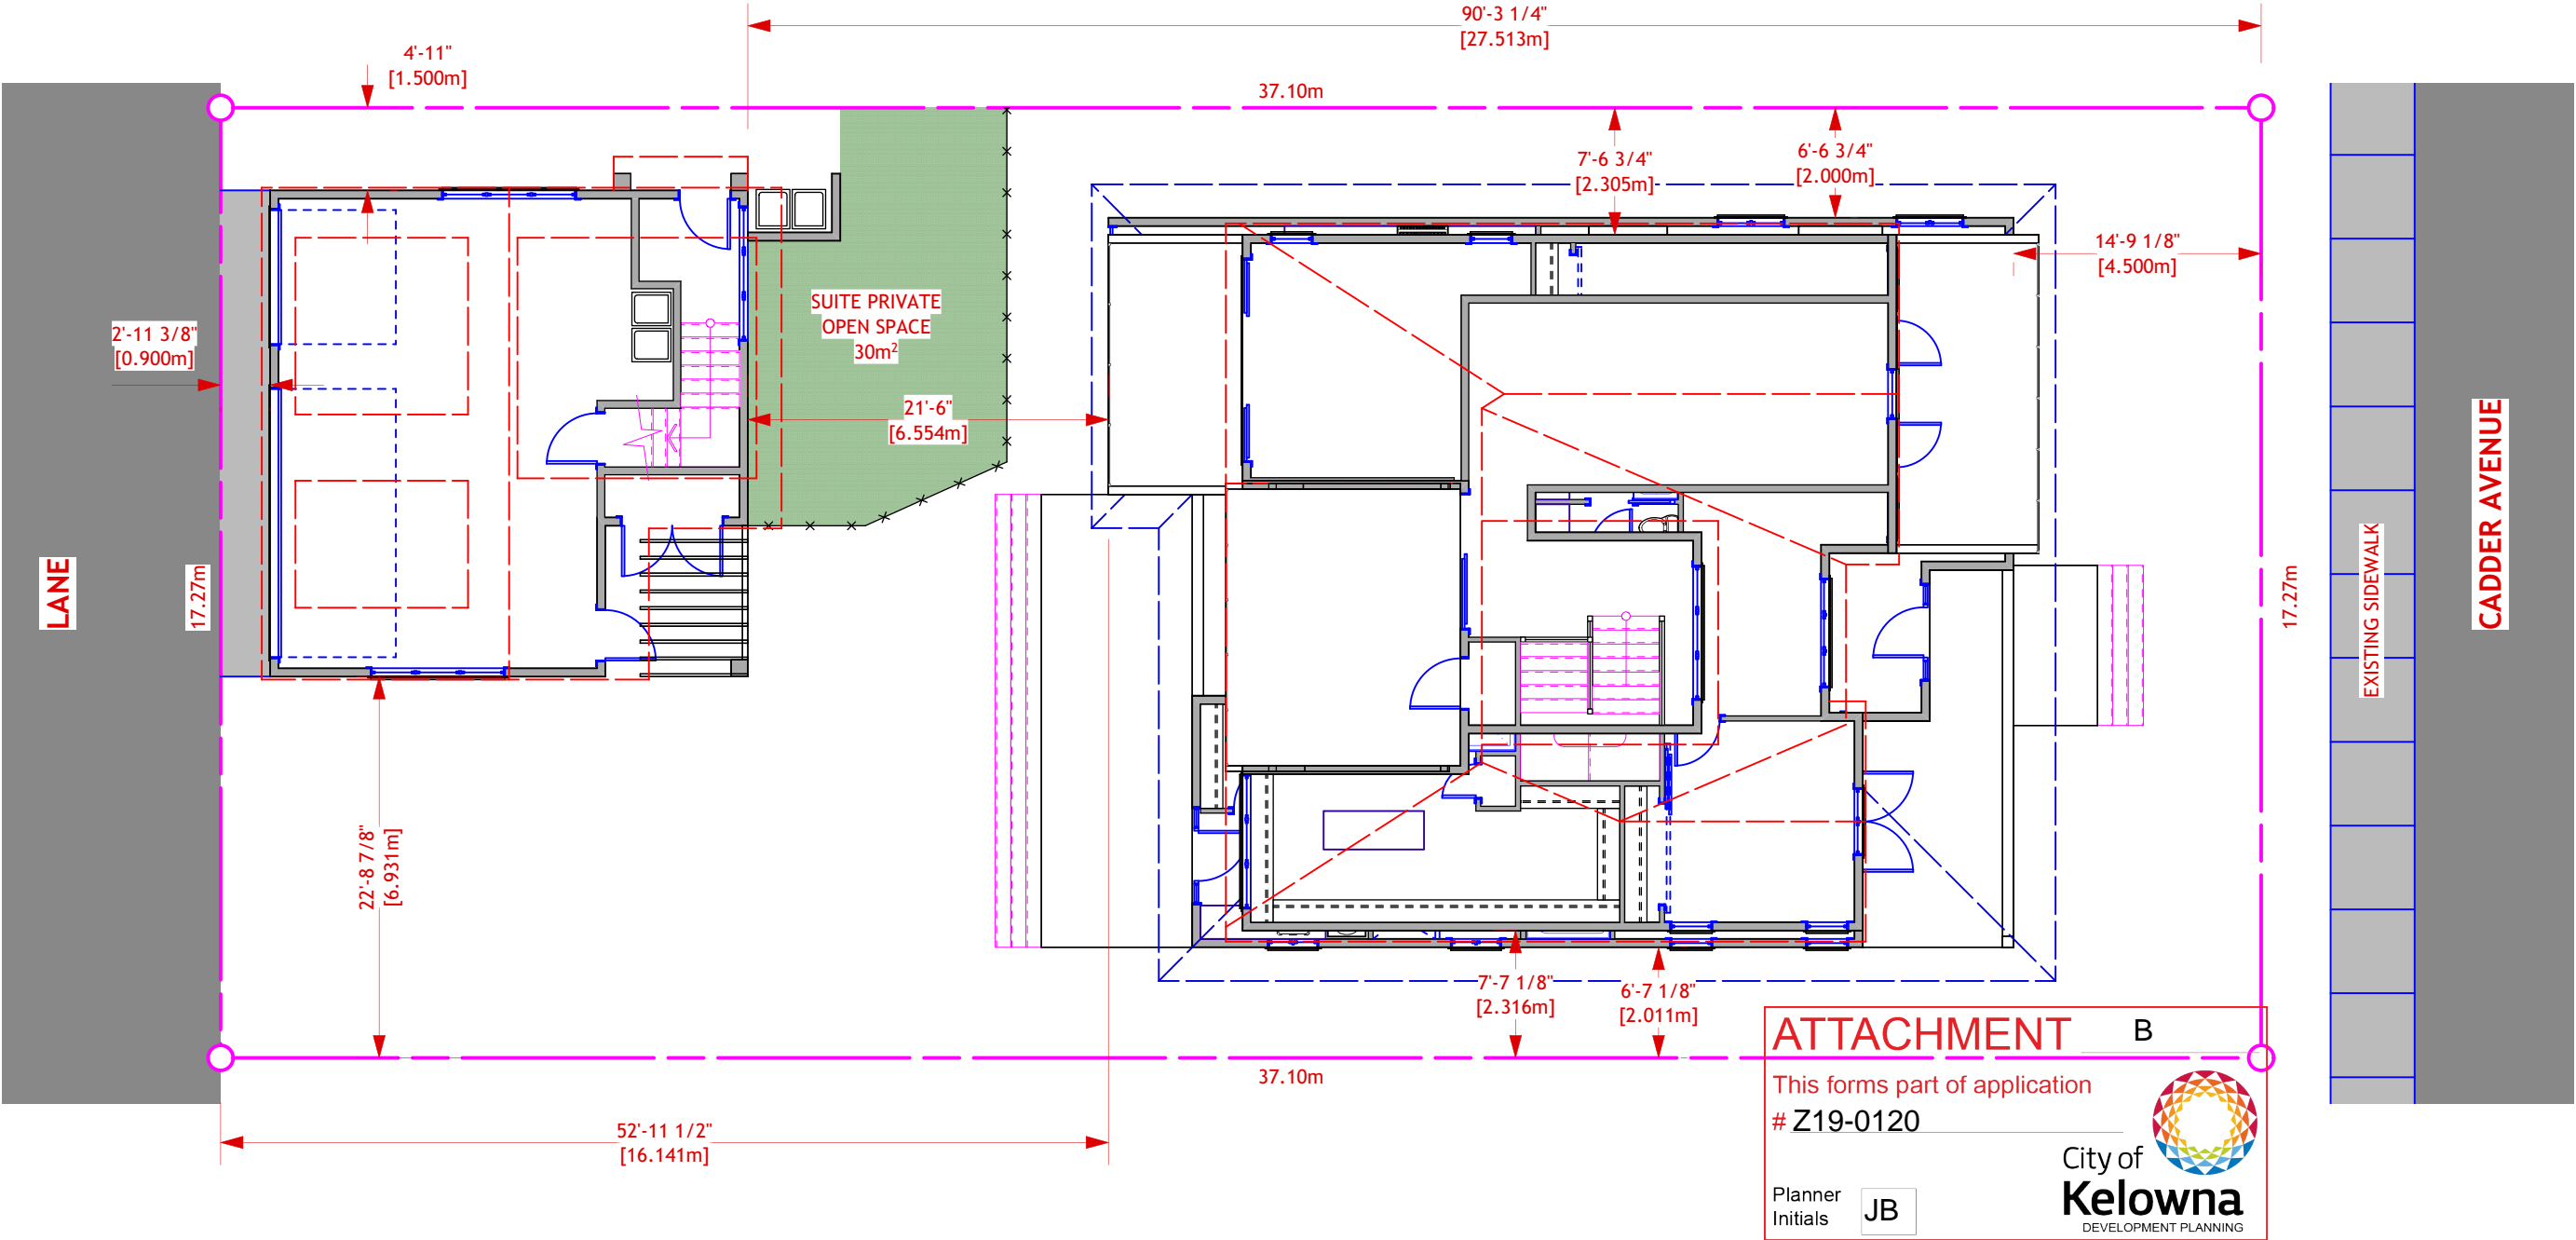 90'-3 1/4"
[27.513m]
4'-11"
[1.500m]
37.10m
7'-6 3/4"
[2.305m]
6'-6 3/4"
[2.000m]
14'-9 1/8"
[4.500m]
SUITE PRIVATE
OPEN SPACE
30m²
2'-11 3/8"
[0.900m]
21'-6"
[6.554m]
LANE
17.27m
17.27m
EXISTING SIDEWALK
CADDER AVENUE
22'-8 7/8"
[6.931m]
7'-7 1/8"
[2.316m]
6'-7 1/8"
[2.011m]
37.10m
52'-11 1/2"
[16.141m]
ATTACHMENT B
This forms part of application
# Z19-0120
City of
Kelowna
DEVELOPMENT PLANNING
Planner
Initials JB